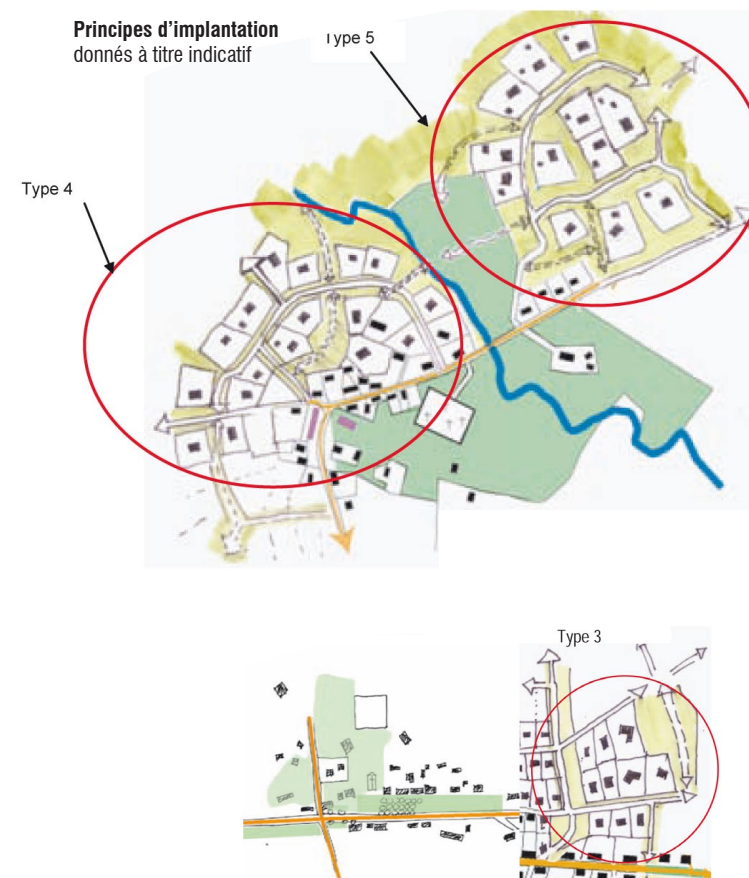 Principes d’implantation
donnés à titre indicatif
Type 5
Type 4
Type 3